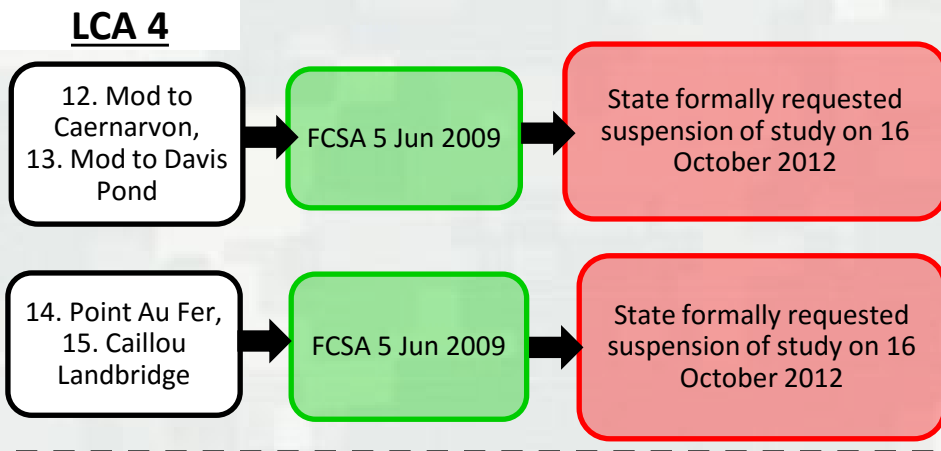 LCA 4
12. Mod to
Caernarvon,
13. Mod to Davis
Pond
FCSA 5 Jun 2009
State formally requested
suspension of study on 16
October 2012
14. Point Au Fer,
15. Caillou
Landbridge
FCSA 5 Jun 2009
State formally requested
suspension of study on 16
October 2012